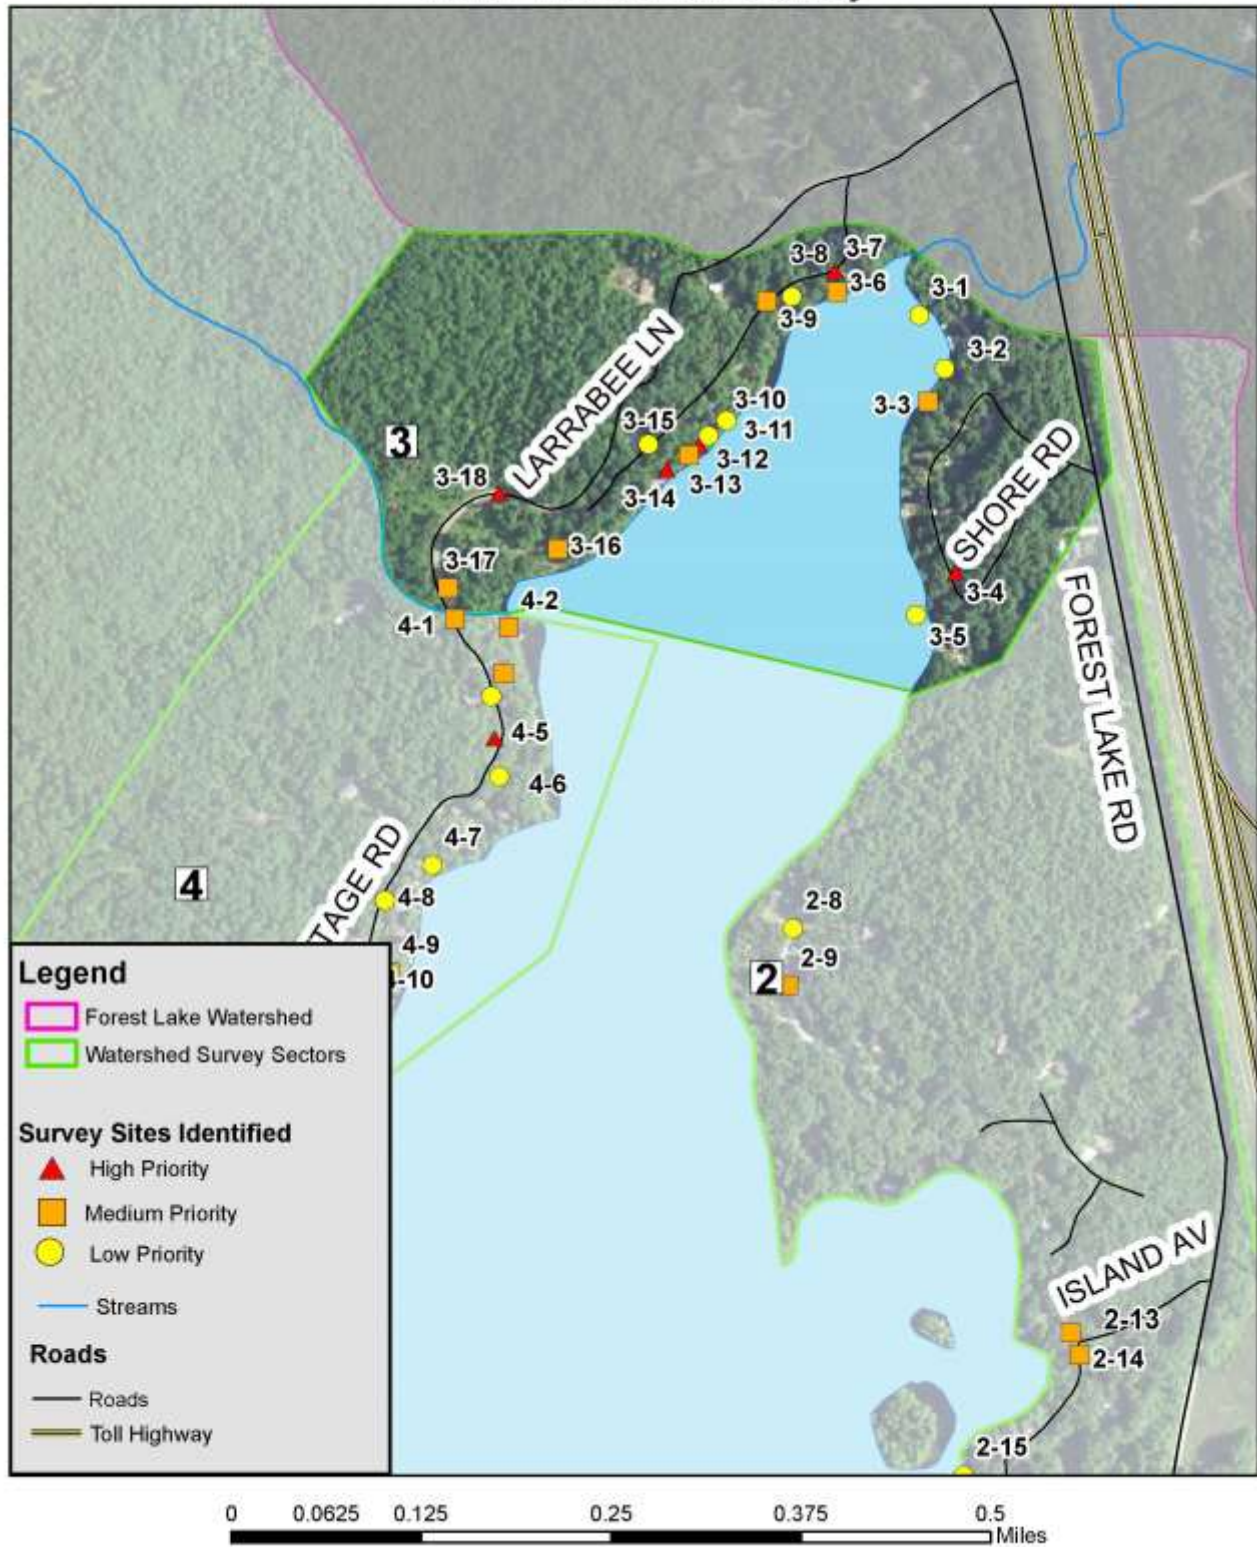 3-7
3-8
3-6
3-1
3-9
3-2
3-3
LARRABEE LN
3-10
3-15
3-11
3
3-12
SHORE RD
3-13
3-18
3-14
3-16
3-17
3-4
4-2
4-1
3-5
FOREST LAKE RD
4-5
4-6
4-7
4
TAGE RD
4-8
2-8
4-9
2-9
2
4-10
Legend
Forest Lake Watershed
Watershed Survey Sectors
Survey Sites Identified
High Priority
Medium Priority
Low Priority
Streams
Roads
Roads
Toll Highway
ISLAND AV
2-13
2-14
2-15
0 0.0625 0.125 0.25 0.375 0.5
Miles